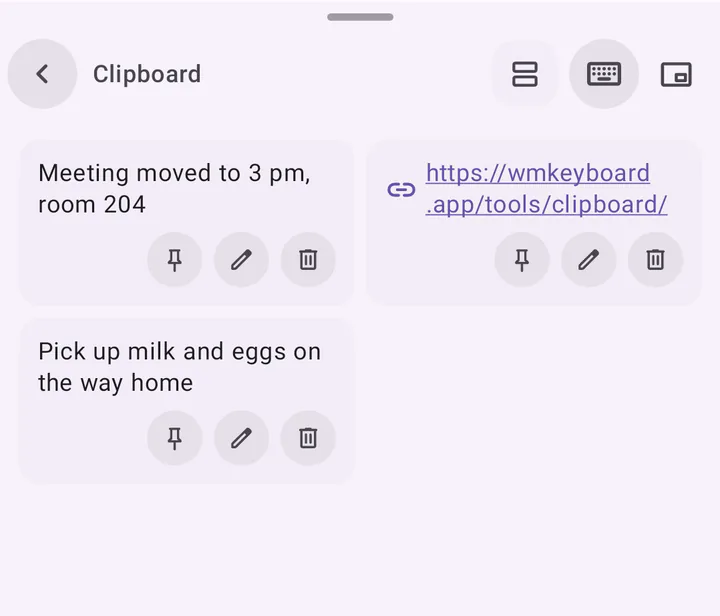 Clipboard
Meeting moved to 3 pm,
room 204
https://wmkeyboard
.app/tools/clipboard/
Pick up milk and eggs on
the way home